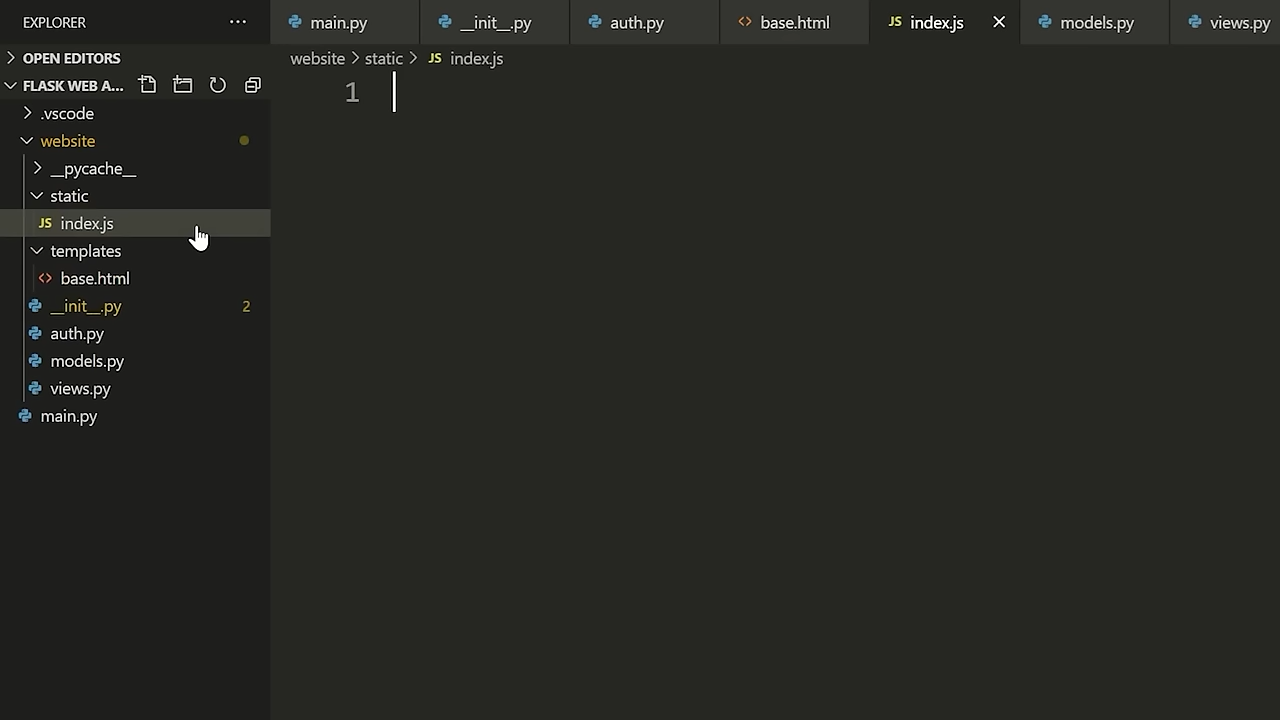 EXPLORER
main.py
__init__.py
auth.py
<> base.html
JS index.js
models.py
views.py
OPEN EDITORS
website > static > JS index.js
FLASK WEB A...
1
.vscode
website
__pycache__
static
JS index.js
templates
<> base.html
__init__.py 2
auth.py
models.py
views.py
main.py